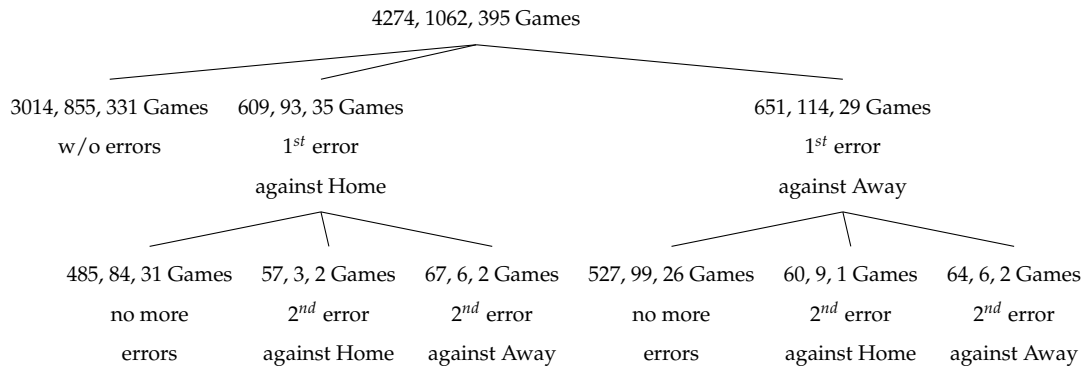 4274, 1062, 395 Games
3014, 855, 331 Games
w/o errors
609, 93, 35 Games
1st error
against Home
651, 114, 29 Games
1st error
against Away
485, 84, 31 Games
no more
errors
57, 3, 2 Games
2nd error
against Home
67, 6, 2 Games
2nd error
against Away
527, 99, 26 Games
no more
errors
60, 9, 1 Games
2nd error
against Home
64, 6, 2 Games
2nd error
against Away